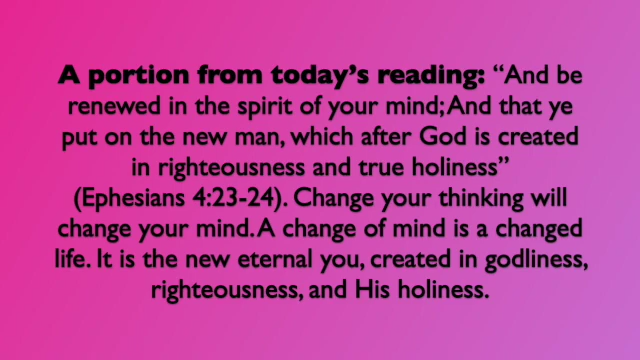 A portion from today’s reading: “And be
renewed in the spirit of your mind; And that ye
put on the new man, which after God is created
in righteousness and true holiness”
(Ephesians 4:23-24). Change your thinking will
change your mind. A change of mind is a changed
life. It is the new eternal you, created in godliness,
righteousness, and His holiness.